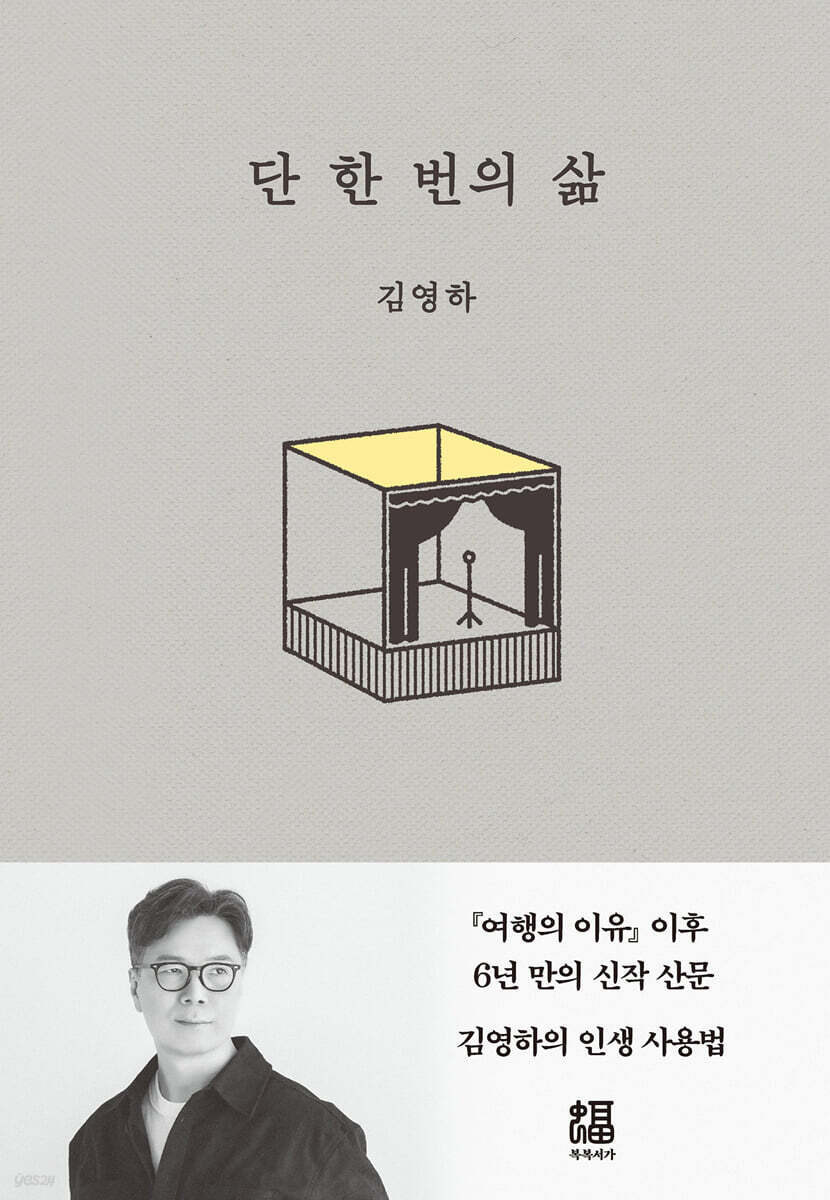 단 한 번의 삶
김영하
『여행의 이유』 이후
6년 만의 신작 산문
김영하의 인생 사용법
복복서가
yes24